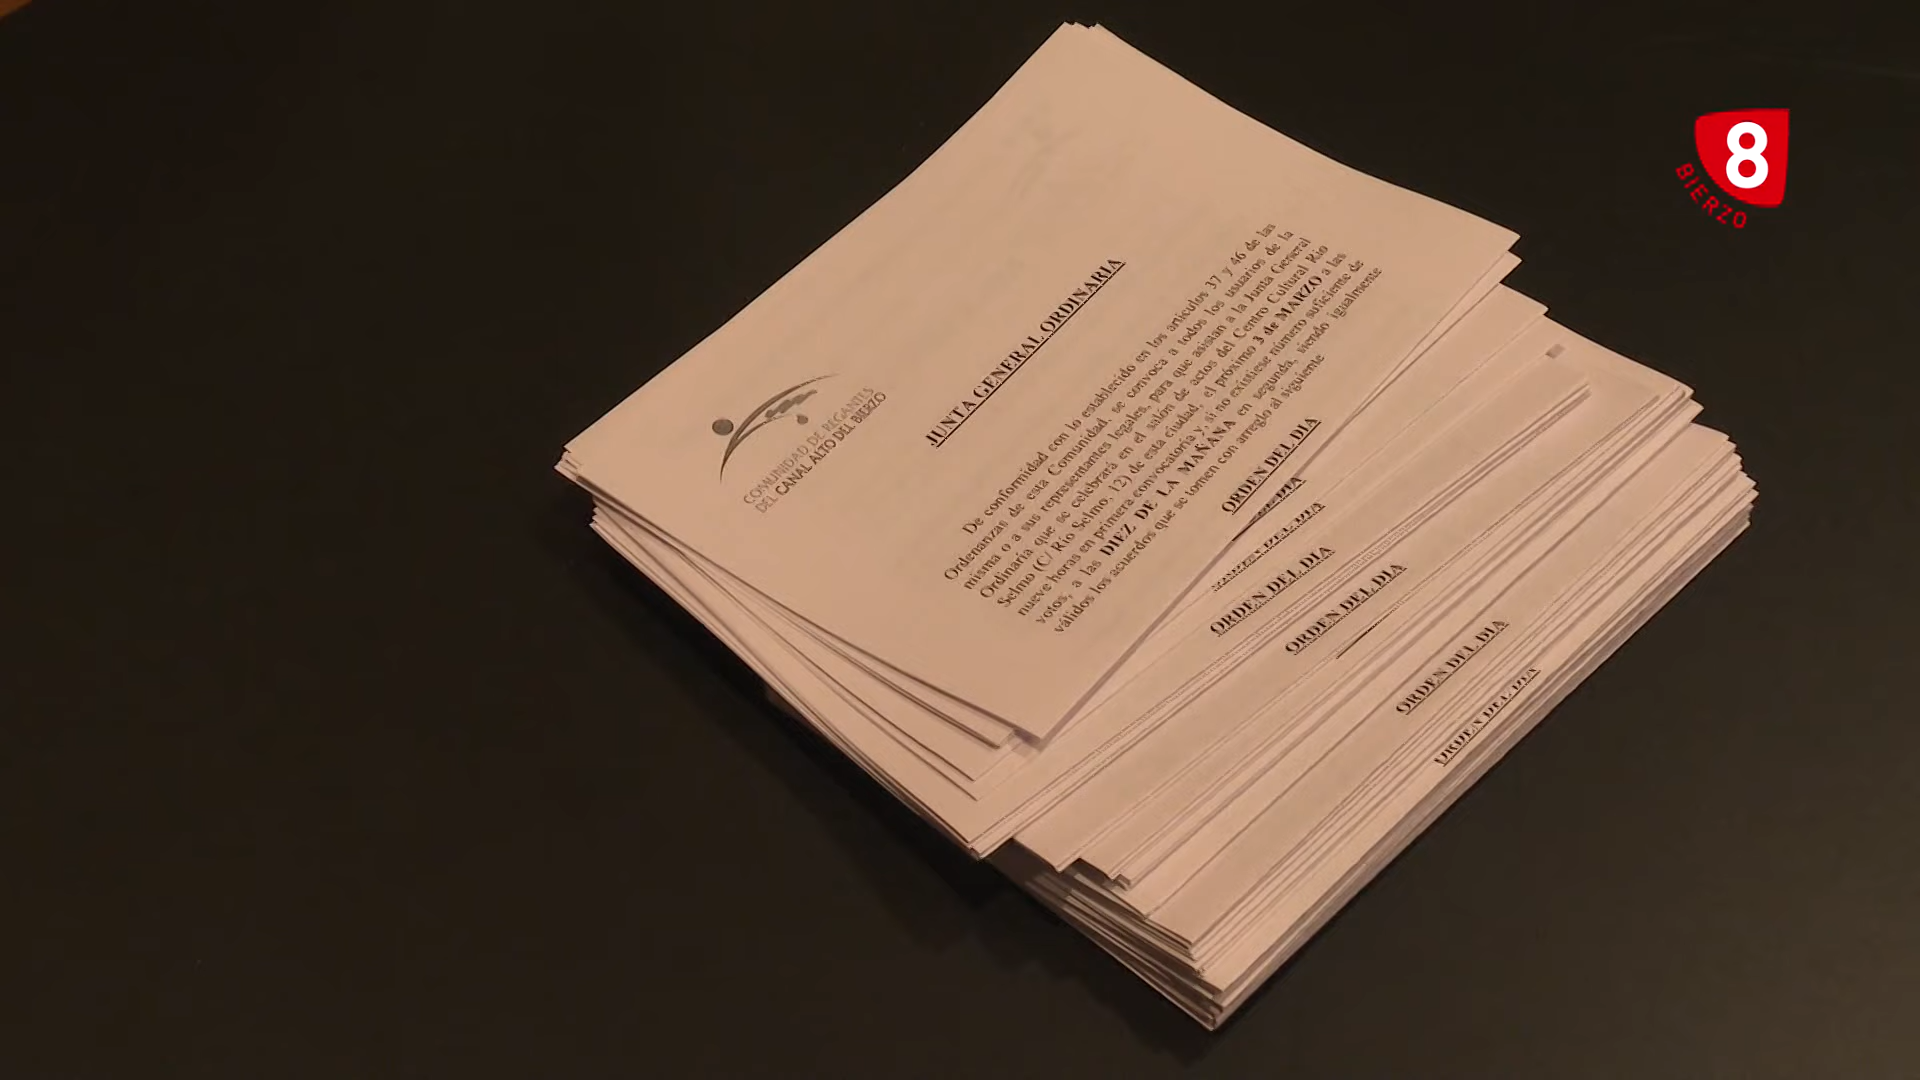 COMUNIDAD DE REGANTES
DEL CANAL ALTO DEL BIERZO
JUNTA GENERAL ORDINARIA
De conformidad con lo establecido en los artículos 37 y 46 de las
Ordenanzas de esta Comunidad, se convoca a todos los usuarios de la
misma o a sus representantes legales, para que asistan a la Junta General
Ordinaria que se celebrará en el salón de actos del Centro Cultural Río
Selmo (C/ Río Selmo, 12) de esta ciudad, el próximo 3 de MARZO a las
nueve horas en primera convocatoria y, si no existiese número suficiente de
votos, a las DIEZ DE LA MAÑANA en segunda, siendo igualmente
válidos los acuerdos que se tomen con arreglo al siguiente
ORDEN DEL DIA
ORDEN DEL DIA
ORDEN DEL DIA
ORDEN DEL DIA
ORDEN DEL DIA
8
BIERZO